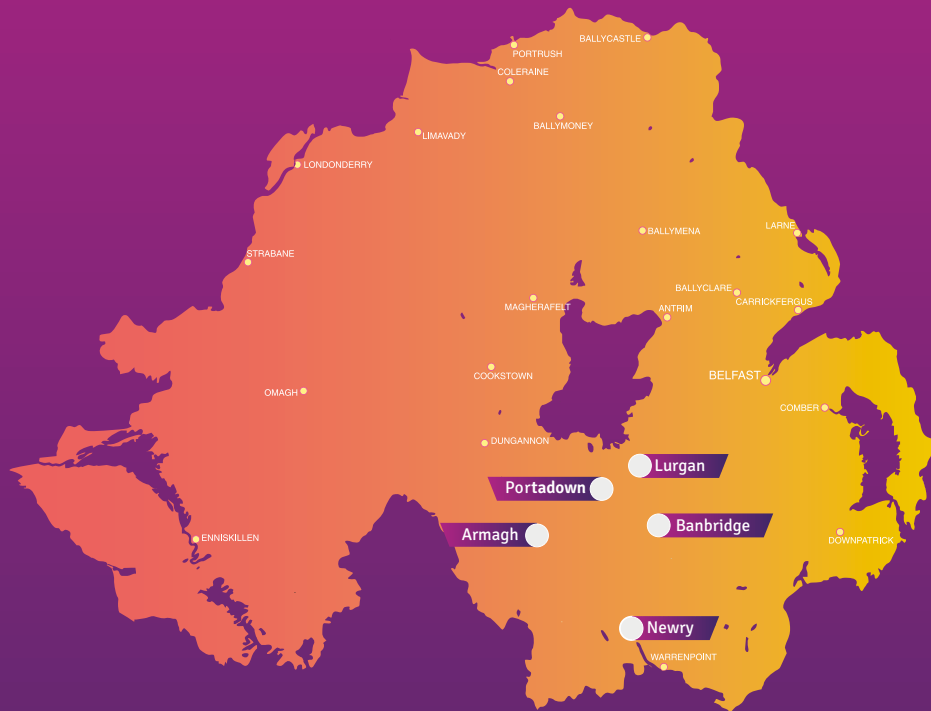 BALLYCASTLE
PORTRUSH
COLERAINE
BALLYMONEY
LIMAVADY
LONDONDERRY
LARNE
BALLYMENA
STRABANE
BALLYCLARE
CARRICKFERGUS
MAGHERAFELT
ANTRIM
COOKSTOWN
BELFAST
OMAGH
COMBER
DUNGANNON
Lurgan
Portadown
Banbridge
Armagh
ENNISKILLEN
DOWNPATRICK
Newry
WARRENPOINT